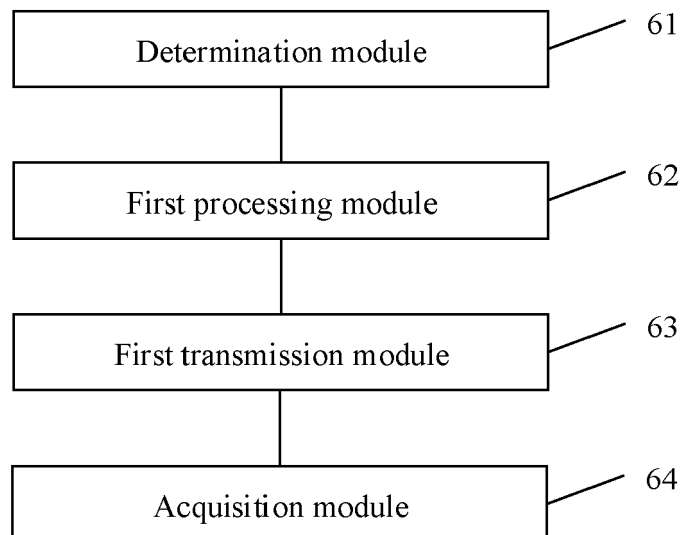 Determination module
61
First processing module
62
First transmission module
63
Acquisition module
64